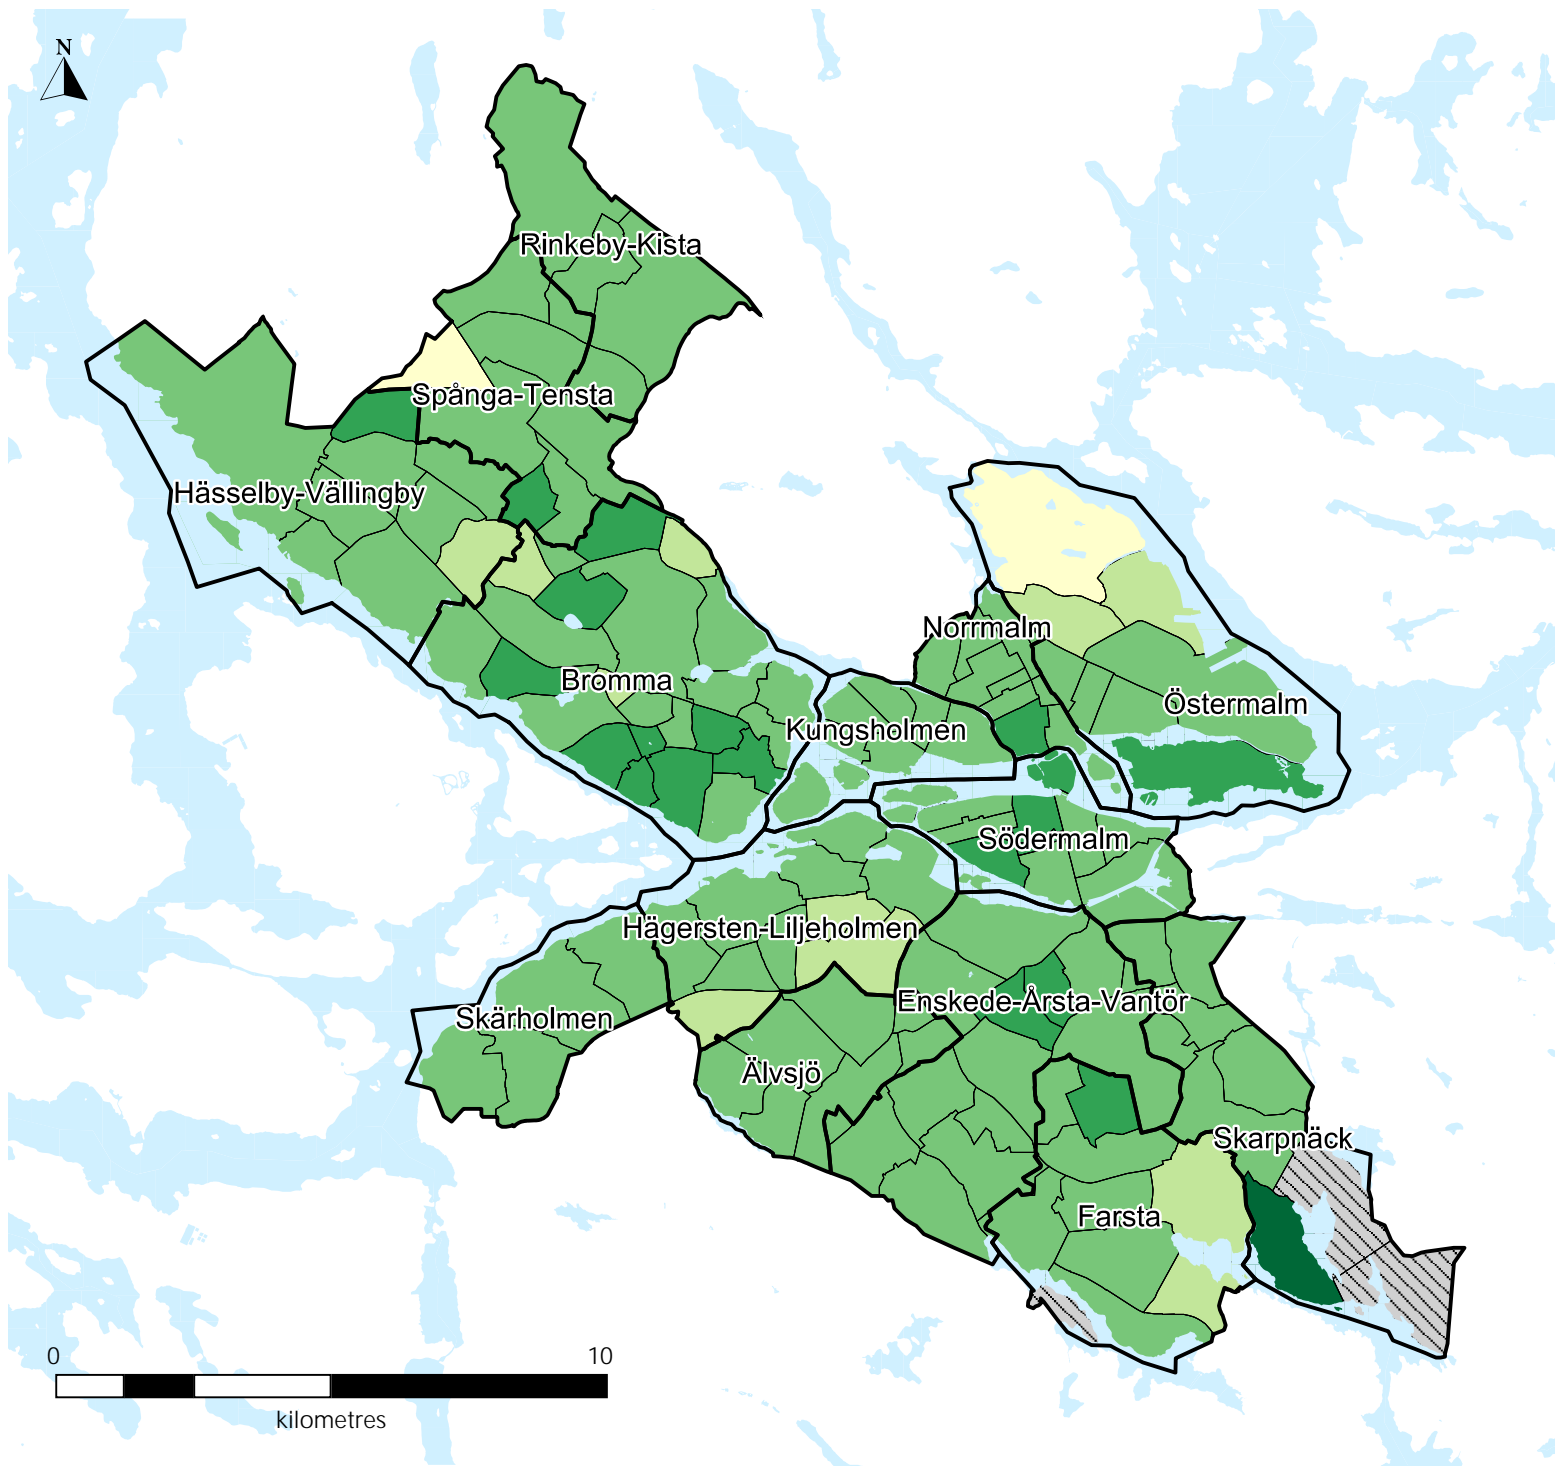 N
Rinkeby-Kista
Spånga-Tensta
Hässelby-Vällingby
Norrmalm
Bromma
Östermalm
Kungsholmen
Södermalm
Hägersten-Liljeholmen
Enskede-Årsta-Vantör
Skärholmen
Älvsjö
Skarpnäck
Farsta
0 10
kilometres